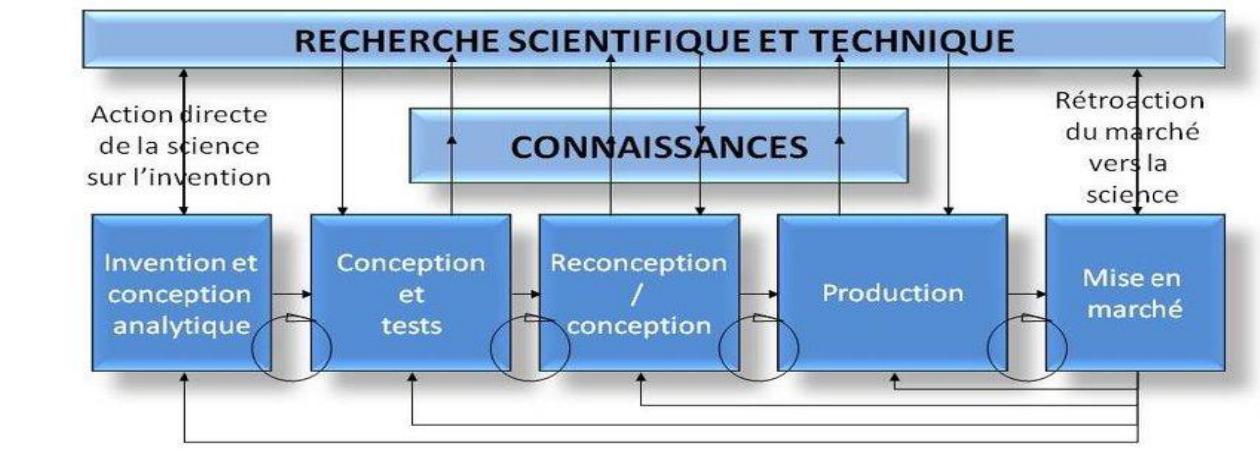 RECHERCHE SCIENTIFIQUE ET TECHNIQUE
Action directe
de la science
sur l'invention
CONNAISSANCES
Rétroaction
du marché
vers la
science
Invention et
conception
analytique
Conception
et
tests
Reconception
/
conception
Production
Mise en
marché